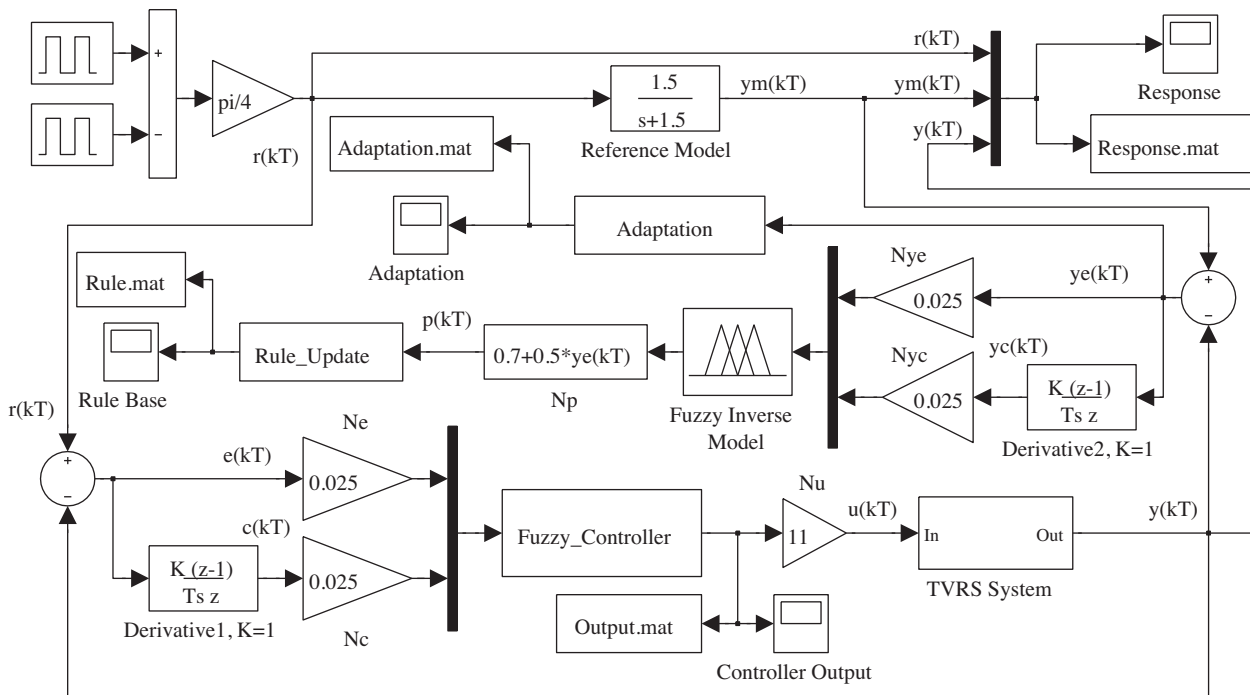 +
−
pi/4
r(kT)
r(kT)
1.5
s+1.5
Reference Model
ym(kT)
ym(kT)
y(kT)
Response
Response.mat
Adaptation.mat
Adaptation
Adaptation
Nye
0.025
ye(kT)
+
−
Rule.mat
Rule Base
Rule_Update
p(kT)
0.7+0.5*ye(kT)
Np
Fuzzy Inverse
Model
Nyc
0.025
yc(kT)
K (z-1)
Ts z
Derivative2, K=1
r(kT)
+
−
e(kT)
Ne
0.025
c(kT)
K (z-1)
Ts z
Derivative1, K=1
0.025
Nc
Fuzzy_Controller
Output.mat
Controller Output
Nu
11
u(kT)
In
Out
TVRS System
y(kT)